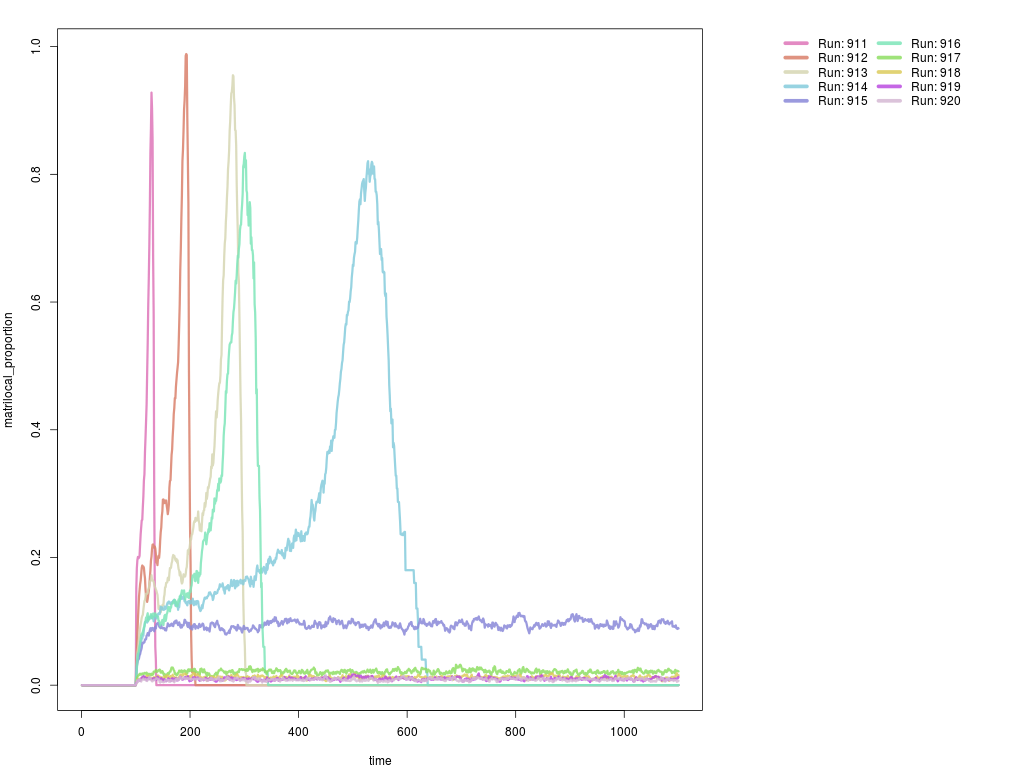 Run: 911 Run: 916
Run: 912 Run: 917
Run: 913 Run: 918
Run: 914 Run: 919
Run: 915 Run: 920
matrilocal_proportion
1.0
0.8
0.6
0.4
0.2
0.0
0 200 400 600 800 1000
time